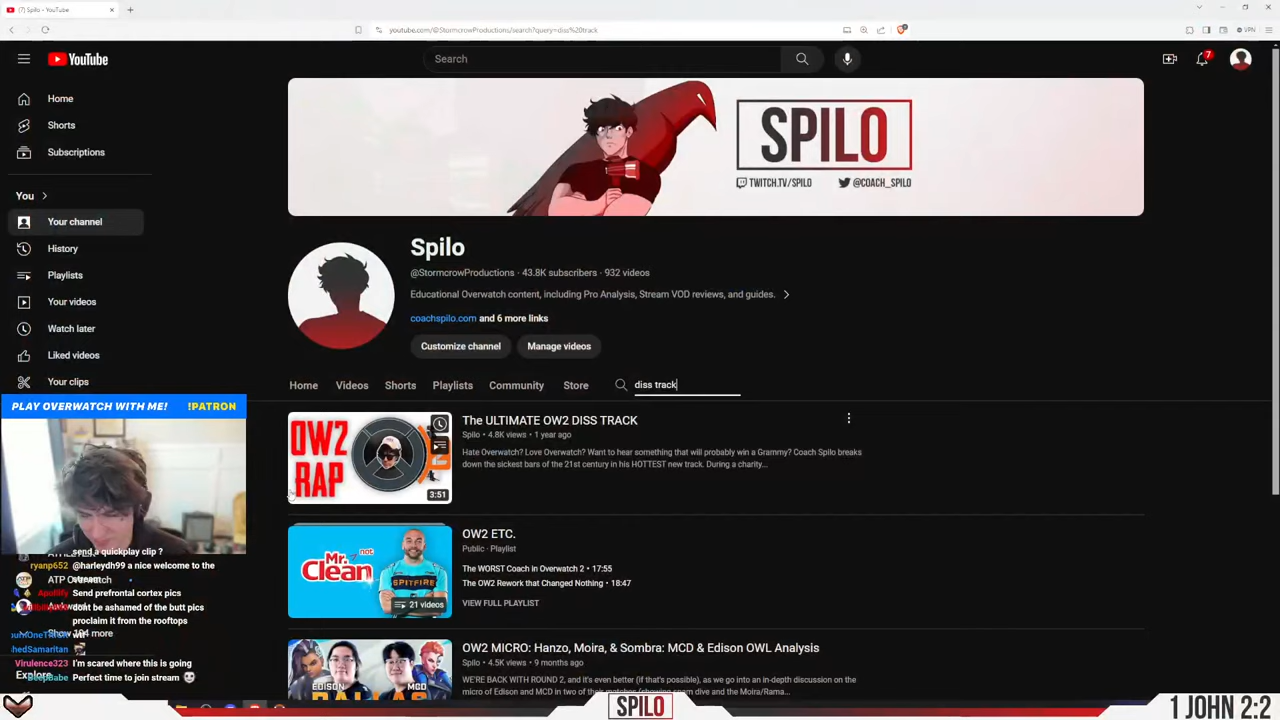 (7) Spilo - YouTube
youtube.com/@StormcrowProductions/search?query=diss%20track
VPN
YouTube
Search
7
Home
Shorts
Subscriptions
You
Your channel
History
Playlists
Your videos
Watch later
Liked videos
Your clips
SPILO
TWITCH.TV/SPILO
@COACH_SPILO
Spilo
@StormcrowProductions · 43.8K subscribers · 932 videos
Educational Overwatch content, including Pro Analysis, Stream VOD reviews, and guides.
coachspilo.com and 6 more links
Customize channel
Manage videos
Home
Videos
Shorts
Playlists
Community
Store
diss track
OW2
RAP
3:51
The ULTIMATE OW2 DISS TRACK
Spilo • 4.8K views • 1 year ago
Hate Overwatch? Love Overwatch? Want to hear something that will probably win a Grammy? Coach Spilo breaks
down the sickest bars of the 21st century in his HOTTEST new track. During a charity...
Mr. not
Clean
SPITFIRE
21 videos
OW2 ETC.
Public • Playlist
The WORST Coach in Overwatch 2 • 17:55
The OW2 Rework that Changed Nothing • 18:47
VIEW FULL PLAYLIST
EDISON
MCD
DALLAS
OW2 MICRO: Hanzo, Moira, & Sombra: MCD & Edison OWL Analysis
Spilo • 4.5K views • 9 months ago
WE'RE BACK WITH ROUND 2, and it's even better (if that's possible), as we go into an in-depth discussion on the
micro of Edison and MCD in two of their matches
PLAY OVERWATCH WITH ME! !PATRON
send a quickplay clip ?
ryanp652 @harleydh99 a nice welcome to the
ATP Overwatch
Send prefrontal cortex pics
dont be ashamed of the butt pics
proclaim it from the rooftops
more
Virulence323 I'm scared where this is going
Explore
Perfect time to join stream
SPILO
1 JOHN 2:2